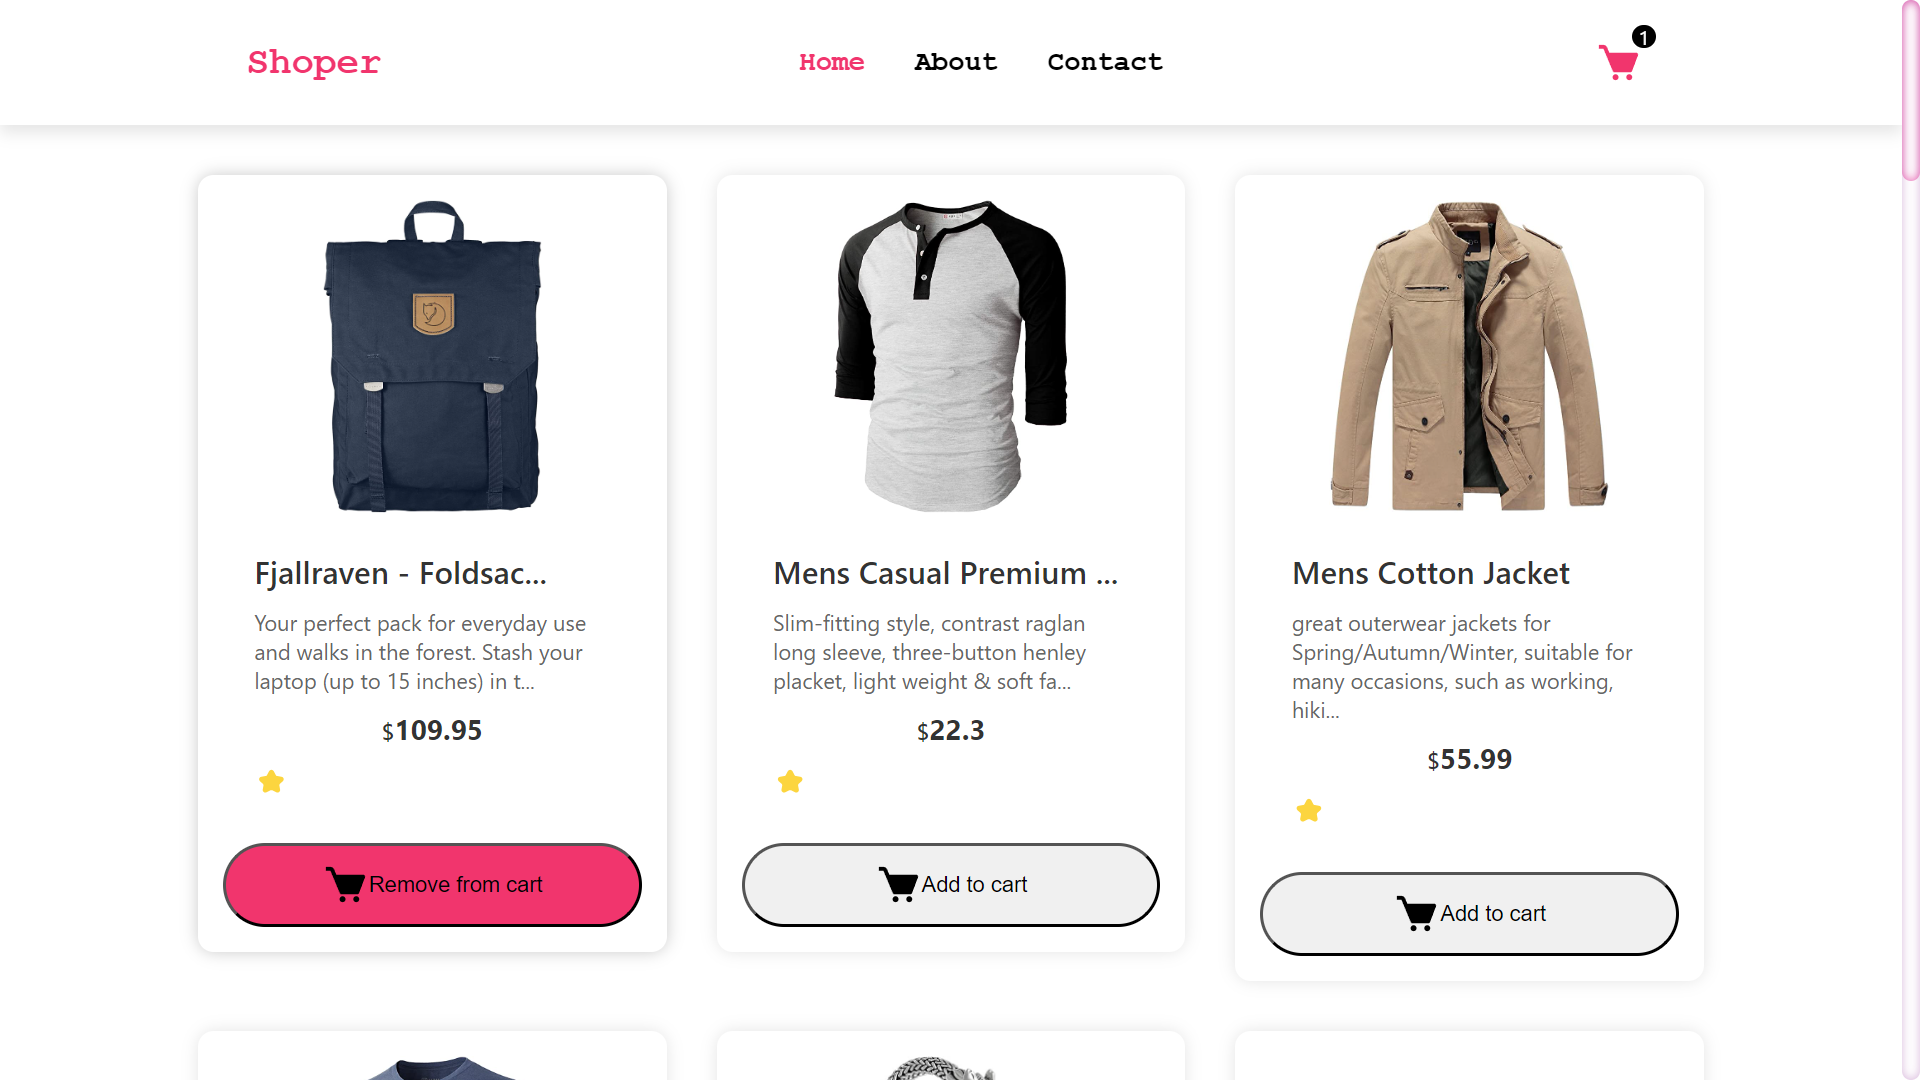 Shoper
Home
About
Contact
1
Fjallraven - Foldsac...
Your perfect pack for everyday use
and walks in the forest. Stash your
laptop (up to 15 inches) in t...
$109.95
Remove from cart
Mens Casual Premium ...
Slim-fitting style, contrast raglan
long sleeve, three-button henley
placket, light weight & soft fa...
$22.3
Add to cart
Mens Cotton Jacket
great outerwear jackets for
Spring/Autumn/Winter, suitable for
many occasions, such as working,
hiki...
$55.99
Add to cart